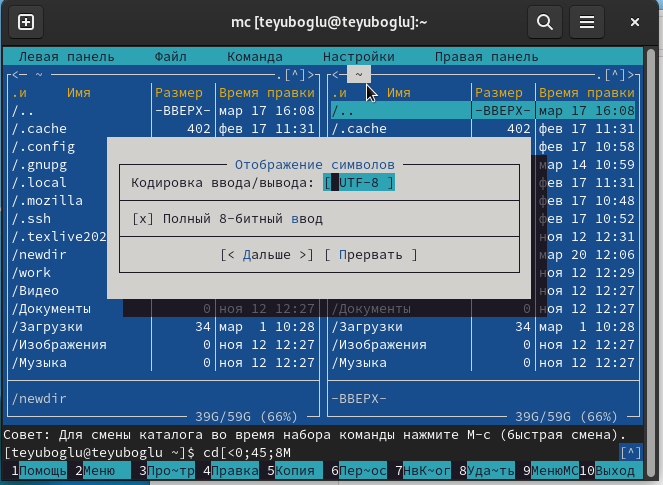 mc [teyuboglu@teyuboglu]:~
Левая панель Файл Команда Настройки Правая панель
<— ~ .[^]> <— ~ .[^]>
.и Имя Размер Время правки .и Имя Размер Время правки
/.. -ВВЕРХ- мар 17 16:08 /.. -ВВЕРХ- мар 17 16:08
/.cache 402 фев 17 11:31 /.cache 402 фев 17 11:31
/.config фев 17 10:58
/.gnupg Отображение символов мар 14 10:59
/.local Кодировка ввода/вывода: [ UTF-8 ] фев 17 11:31
/.mozilla фев 17 10:48
/.ssh [x] Полный 8-битный ввод фев 17 10:52
/.texlive202 ноя 12 12:31
/newdir [< Дальше >] [ Прервать ] мар 20 12:06
/work ноя 12 12:29
/Видео ноя 12 12:27
/Документы 0 ноя 12 12:27 /Документы 0 ноя 12 12:27
/Загрузки 34 мар 1 10:28 /Загрузки 34 мар 1 10:28
/Изображения 0 ноя 12 12:27 /Изображения 0 ноя 12 12:27
/Музыка 0 ноя 12 12:27 /Музыка 0 ноя 12 12:27
/newdir -ВВЕРХ-
39G/59G (66%) 39G/59G (66%)
Совет: Для смены каталога во время набора команды нажмите M-c (быстрая смена).
[teyuboglu@teyuboglu ~]$ cd[<0;45;8M [^]
1Помощь 2Меню 3Про~тр 4Правка 5Копия 6Пер~ос 7НвК~ог 8Уда~ть 9МенюMC 10Выход